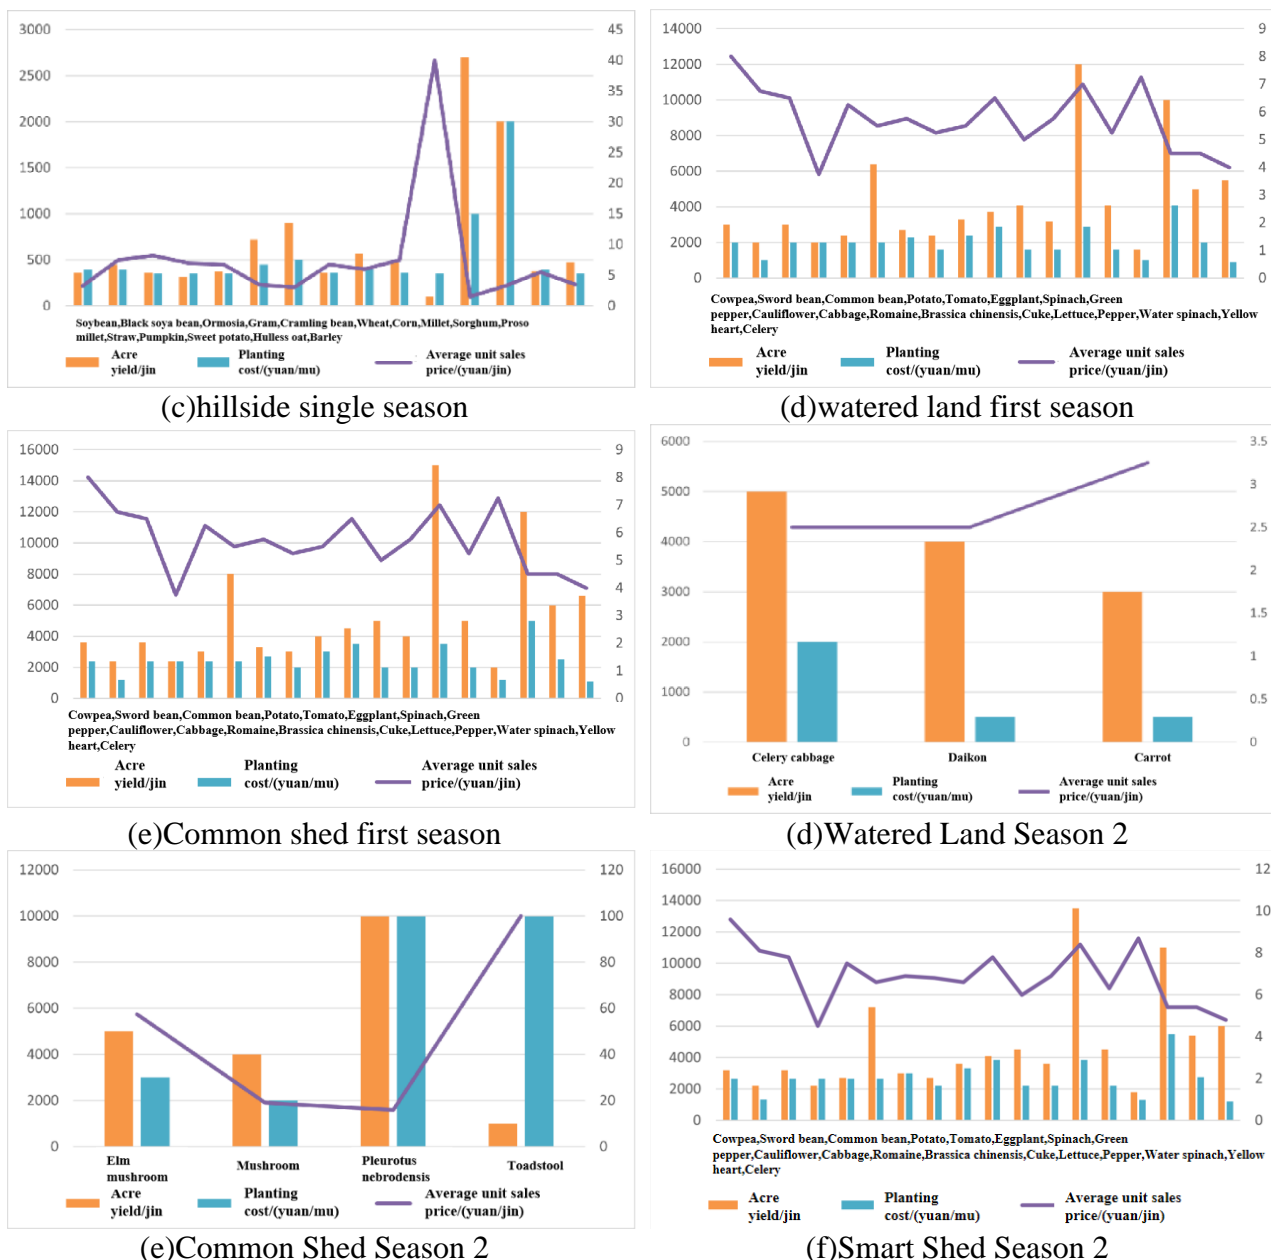 3000
2500
2000
1500
1000
500
0
45
40
35
30
25
20
15
10
5
0
Soybean,Black soya bean,Ormosia,Gram,Cramling bean,Wheat,Corn,Millet,Sorghum,Proso
millet,Straw,Pumpkin,Sweet potato,Hulless oat,Barley
Acre yield/jin
Planting cost/(yuan/mu)
Average unit sales price/(yuan/jin)
(c)hillside single season
14000
12000
10000
8000
6000
4000
2000
0
9
8
7
6
5
4
3
2
1
0
Cowpea,Sword bean,Common bean,Potato,Tomato,Eggplant,Spinach,Green
pepper,Cauliflower,Cabbage,Romaine,Brassica chinensis,Cuke,Lettuce,Pepper,Water spinach,Yellow
heart,Celery
Acre yield/jin
Planting cost/(yuan/mu)
Average unit sales price/(yuan/jin)
(d)watered land first season
16000
14000
12000
10000
8000
6000
4000
2000
0
9
8
7
6
5
4
3
2
1
0
Cowpea,Sword bean,Common bean,Potato,Tomato,Eggplant,Spinach,Green
pepper,Cauliflower,Cabbage,Romaine,Brassica chinensis,Cuke,Lettuce,Pepper,Water spinach,Yellow
heart,Celery
Acre yield/jin
Planting cost/(yuan/mu)
Average unit sales price/(yuan/jin)
(e)Common shed first season
6000
5000
4000
3000
2000
1000
0
3.5
3
2.5
2
1.5
1
0.5
0
Celery cabbage
Daikon
Carrot
Acre yield/jin
Planting cost/(yuan/mu)
Average unit sales price/(yuan/jin)
(d)Watered Land Season 2
12000
10000
8000
6000
4000
2000
0
120
100
80
60
40
20
0
Elm mushroom
Mushroom
Pleurotus nebrodensis
Toadstool
Acre yield/jin
Planting cost/(yuan/mu)
Average unit sales price/(yuan/jin)
(e)Common Shed Season 2
16000
14000
12000
10000
8000
6000
4000
2000
0
12
10
8
6
4
2
0
Cowpea,Sword bean,Common bean,Potato,Tomato,Eggplant,Spinach,Green
pepper,Cauliflower,Cabbage,Romaine,Brassica chinensis,Cuke,Lettuce,Pepper,Water spinach,Yellow
heart,Celery
Acre yield/jin
Planting cost/(yuan/mu)
Average unit sales price/(yuan/jin)
(f)Smart Shed Season 2